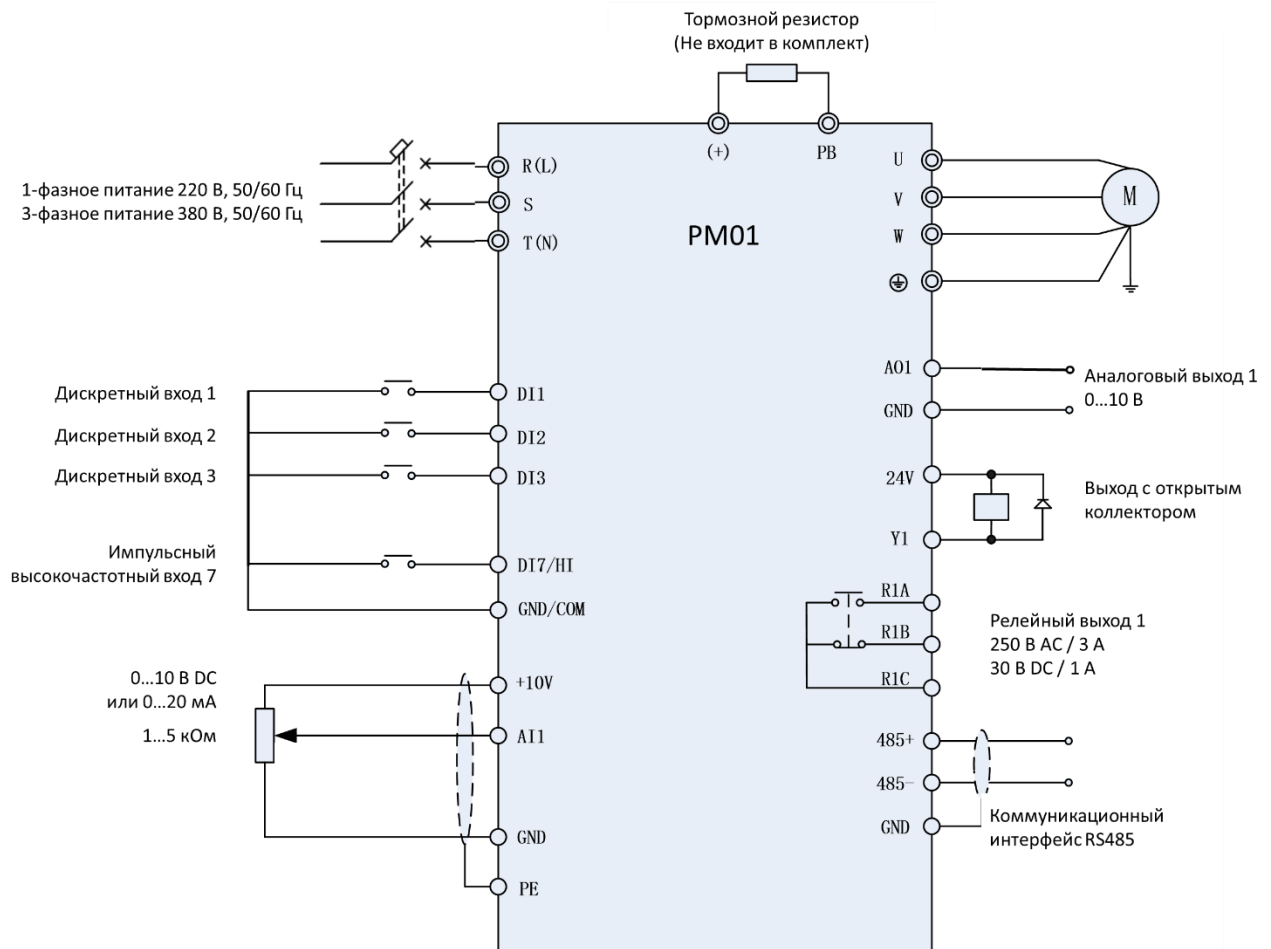 Тормозной резистор
(Не входит в комплект)
(+)
PB
R(L)
S
T(N)
1-фазное питание 220 В, 50/60 Гц
3-фазное питание 380 В, 50/60 Гц
PM01
U
V
W
M
Дискретный вход 1
DI1
Дискретный вход 2
DI2
Дискретный вход 3
DI3
Импульсный
высокочастотный вход 7
DI7/HI
GND/COM
0...10 В DC
или 0...20 мА
1...5 кОм
+10V
AI1
GND
PE
AO1
GND
Аналоговый выход 1
0...10 В
24V
Y1
Выход с открытым
коллектором
R1A
R1B
R1C
Релейный выход 1
250 В AC / 3 А
30 В DC / 1 А
485+
485-
GND
Коммуникационный
интерфейс RS485